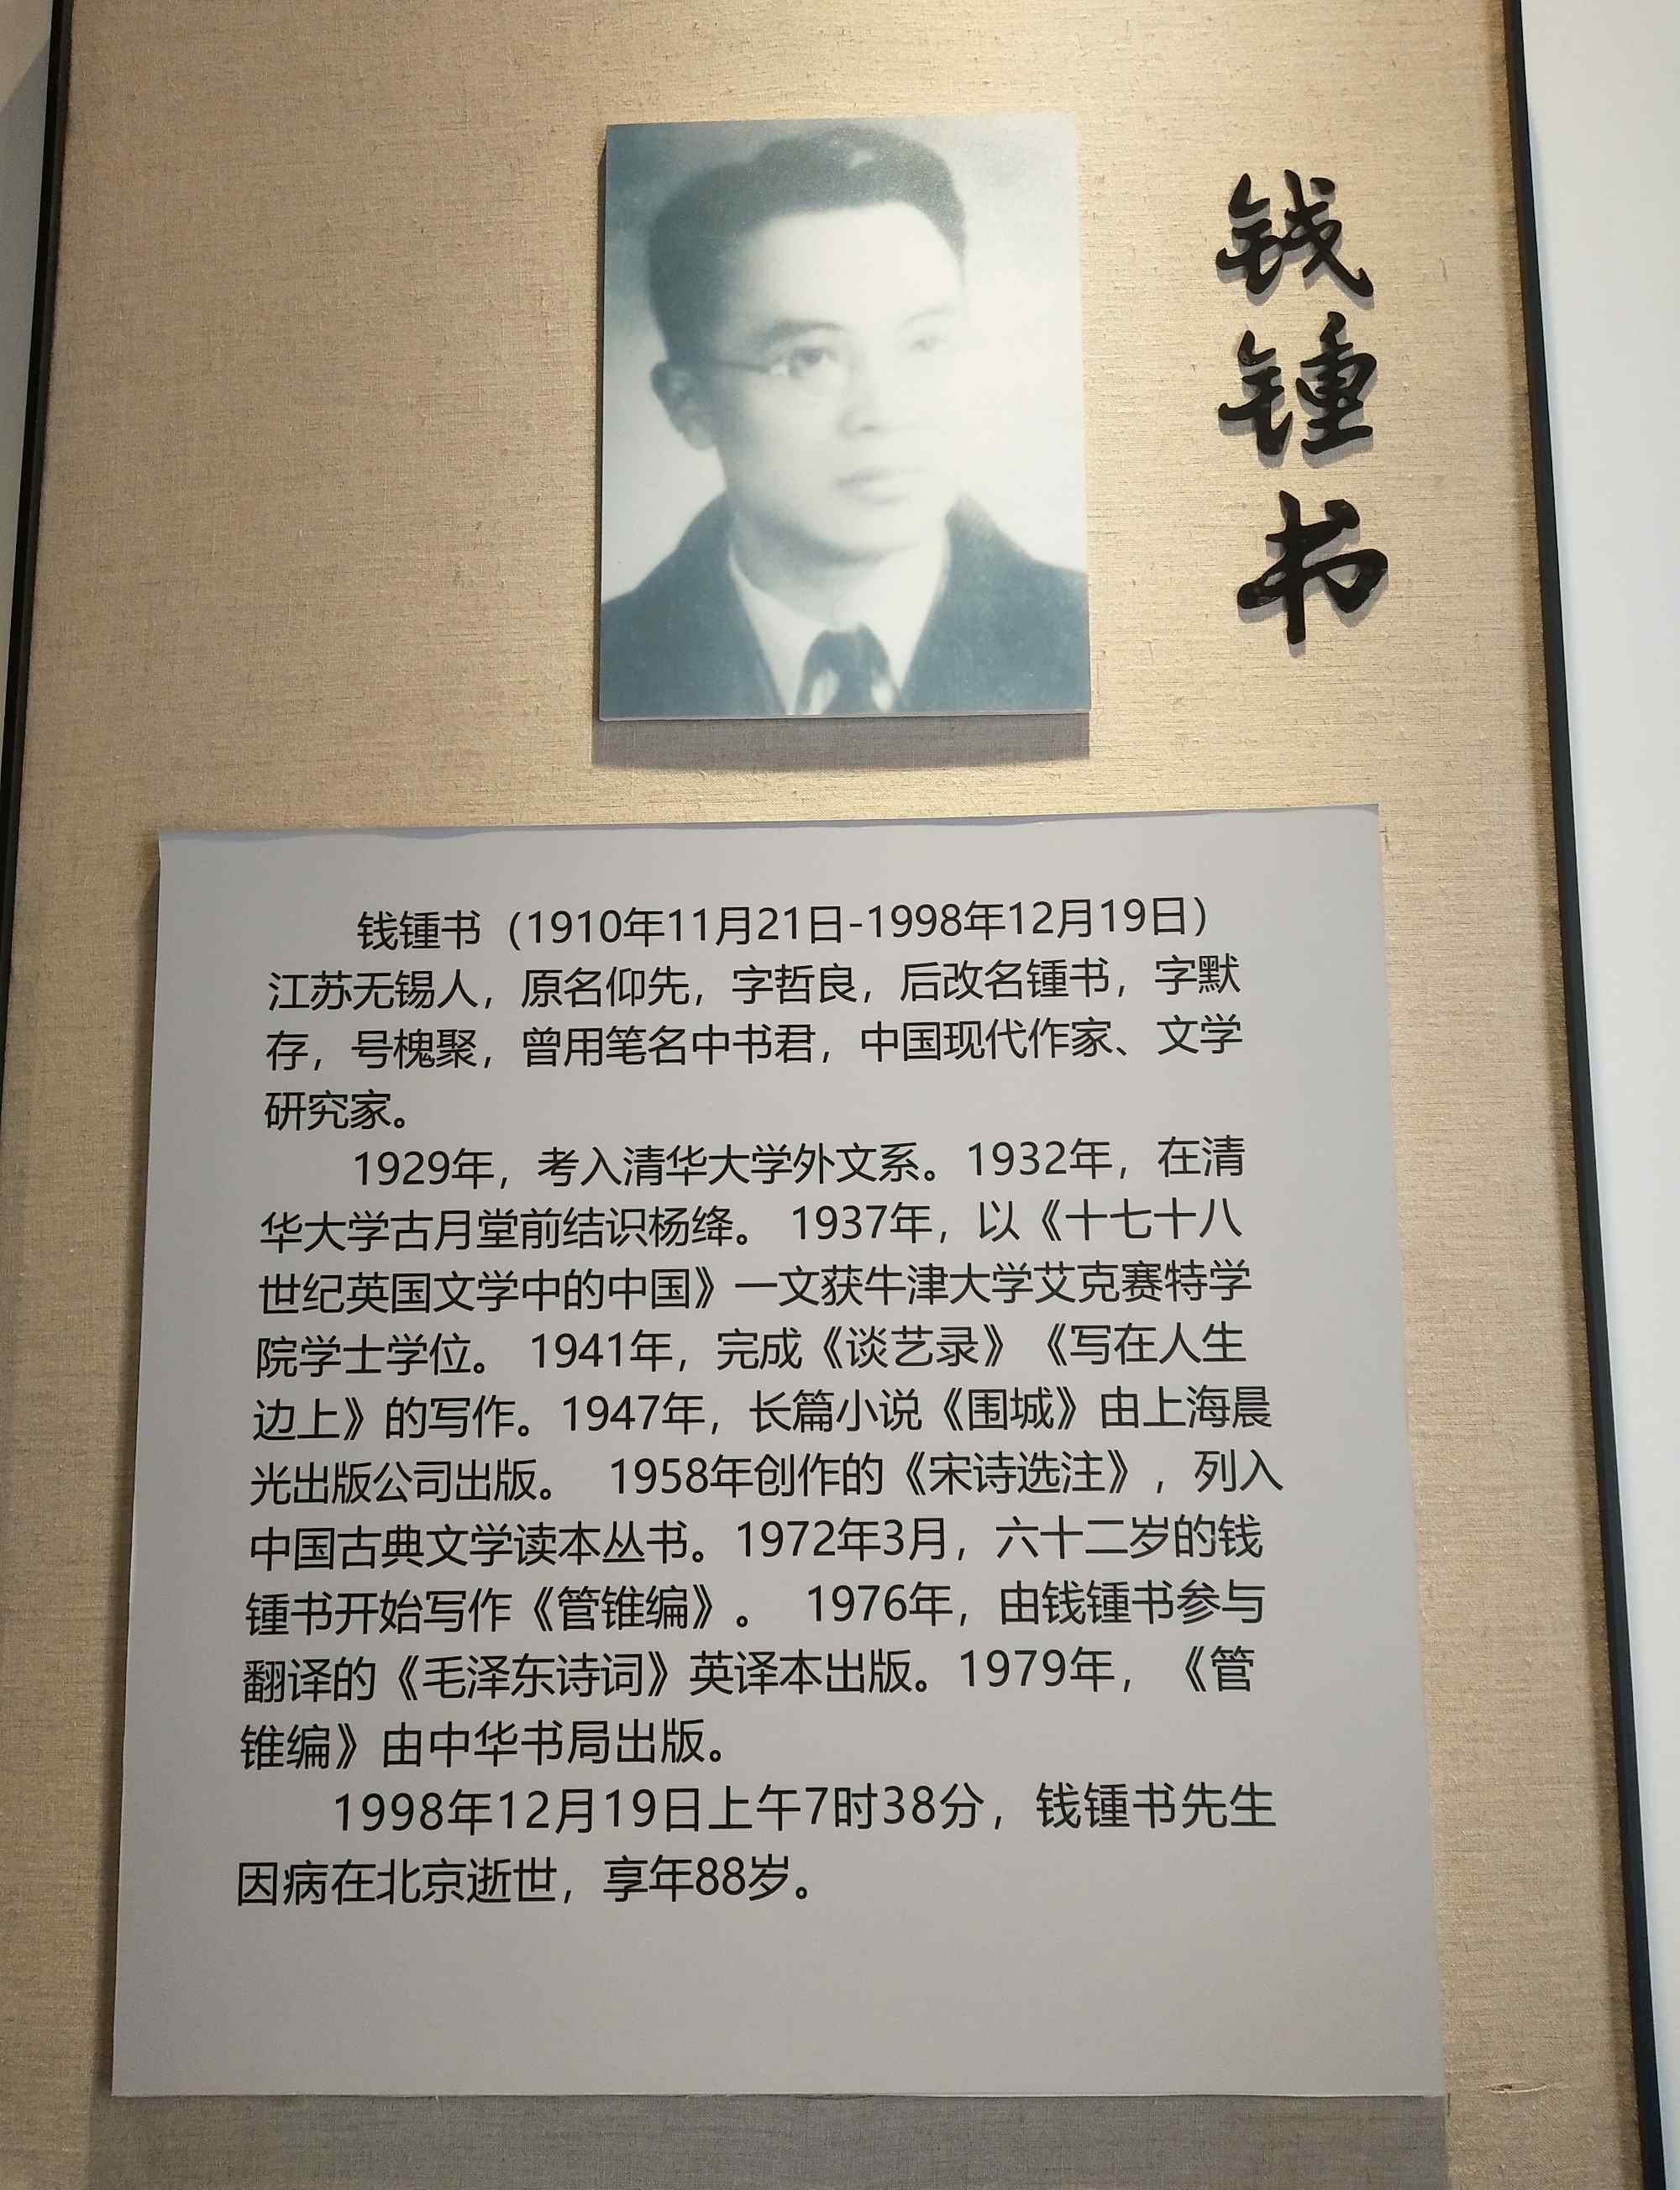 钱锺书
钱锺书（1910年11月21日-1998年12月19日）
江苏无锡人，原名仰先，字哲良，后改名锺书，字默
存，号槐聚，曾用笔名中书君，中国现代作家、文学
研究家。
1929年，考入清华大学外文系。1932年，在清
华大学古月堂前结识杨绛。 1937年，以《十七十八
世纪英国文学中的中国》一文获牛津大学艾克赛特学
院学士学位。 1941年，完成《谈艺录》《写在人生
边上》的写作。1947年，长篇小说《围城》由上海晨
光出版公司出版。 1958年创作的《宋诗选注》，列入
中国古典文学读本丛书。1972年3月，六十二岁的钱
锺书开始写作《管锥编》。 1976年，由钱锺书参与
翻译的《毛泽东诗词》英译本出版。1979年，《管
锥编》由中华书局出版。
1998年12月19日上午7时38分，钱锺书先生
因病在北京逝世，享年88岁。